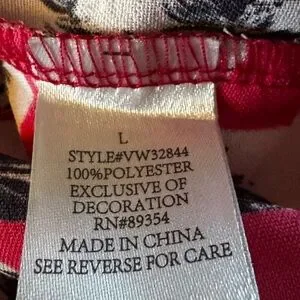 L
STYLE#VW32844
100%POLYESTER
EXCLUSIVE OF
DECORATION
RN#89354
MADE IN CHINA
SEE REVERSE FOR CARE